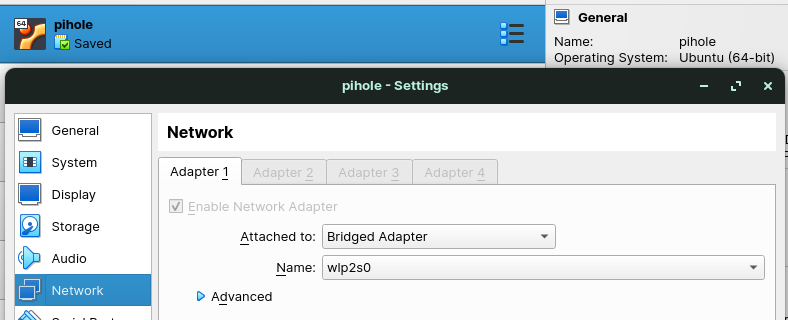 64
pihole
Saved
General
Name: pihole
Operating System: Ubuntu (64-bit)
pihole - Settings
General
System
Display
Storage
Audio
Network
Network
Adapter 1 Adapter 2 Adapter 3 Adapter 4
Enable Network Adapter
Attached to: Bridged Adapter
Name: wlp2s0
Advanced